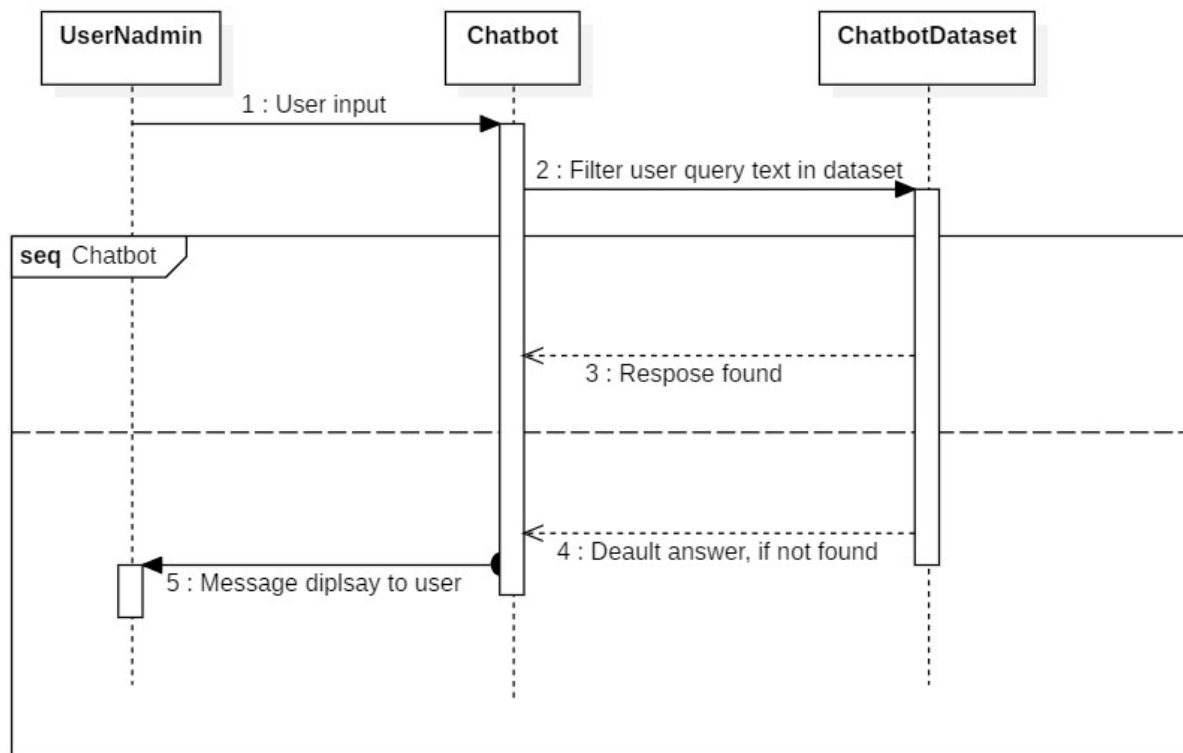 UserNadmin
Chatbot
ChatbotDataset
1 : User input
2 : Filter user query text in dataset
seq Chatbot
3 : Respose found
4 : Deault answer, if not found
5 : Message diplsay to user